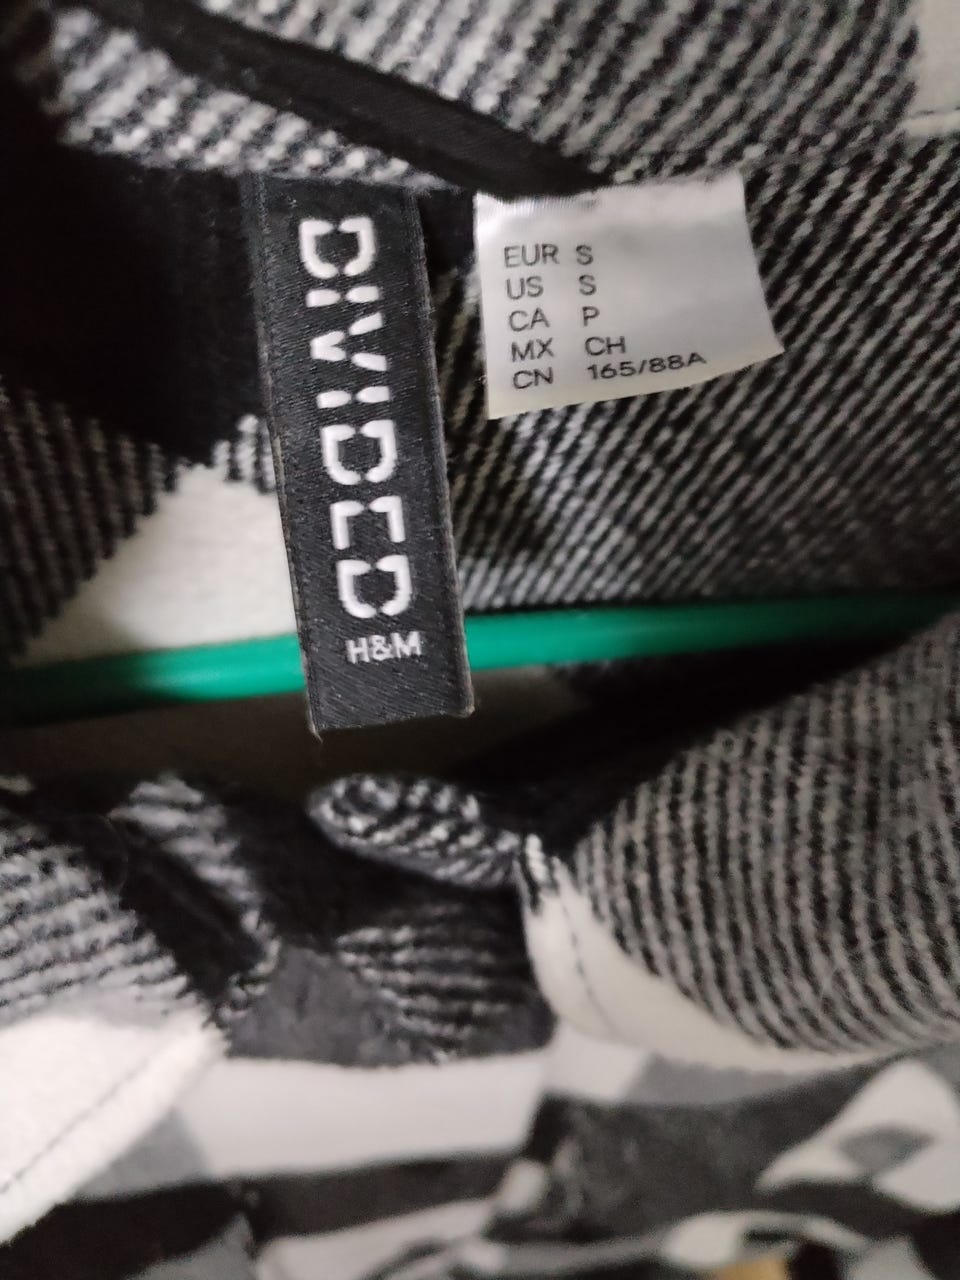 DIVIDED
H&M
EUR S
US S
CA P
MX CH
CN 165/88A